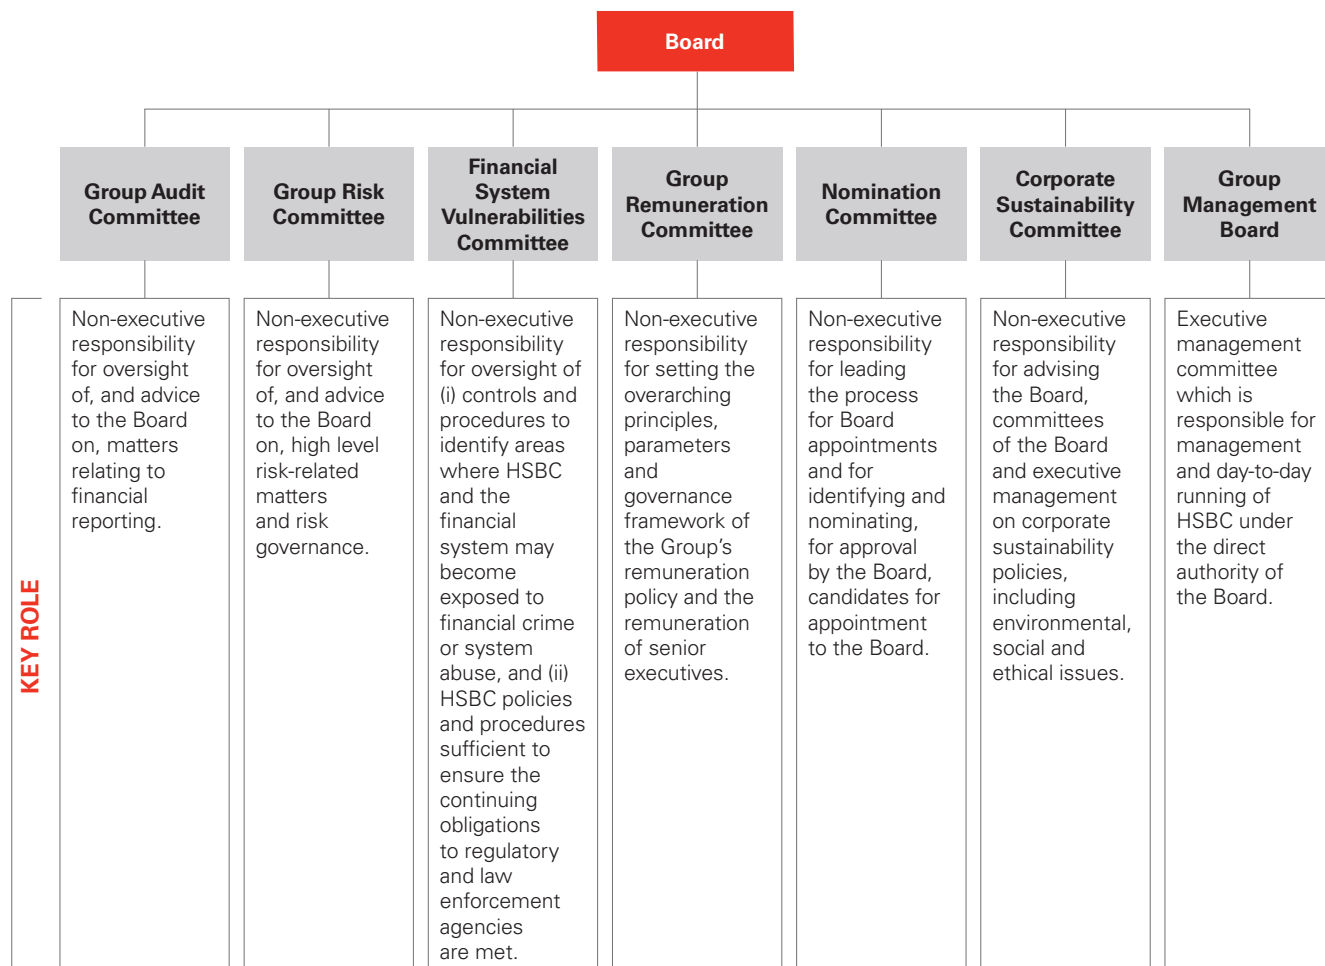 Board
Group Audit
Committee
Group Risk
Committee
Financial
System
Vulnerabilities
Committee
Group
Remuneration
Committee
Nomination
Committee
Corporate
Sustainability
Committee
Group
Management
Board
KEY ROLE
Non-executive
responsibility
for oversight
of, and advice
to the Board
on, matters
relating to
financial
reporting.
Non-executive
responsibility
for oversight
of, and advice
to the Board
on, high level
risk-related
matters
and risk
governance.
Non-executive
responsibility
for oversight of
(i) controls and
procedures to
identify areas
where HSBC
and the
financial
system may
become
exposed to
financial crime
or system
abuse, and (ii)
HSBC policies
and procedures
sufficient to
ensure the
continuing
obligations
to regulatory
and law
enforcement
agencies
are met.
Non-executive
responsibility
for setting the
overarching
principles,
parameters
and
governance
framework of
the Group’s
remuneration
policy and the
remuneration
of senior
executives.
Non-executive
responsibility
for leading
the process
for Board
appointments
and for
identifying and
nominating,
for approval
by the Board,
candidates for
appointment
to the Board.
Non-executive
responsibility
for advising
the Board,
committees
of the Board
and executive
management
on corporate
sustainability
policies,
including
environmental,
social and
ethical issues.
Executive
management
committee
which is
responsible for
management
and day-to-day
running of
HSBC under
the direct
authority of
the Board.